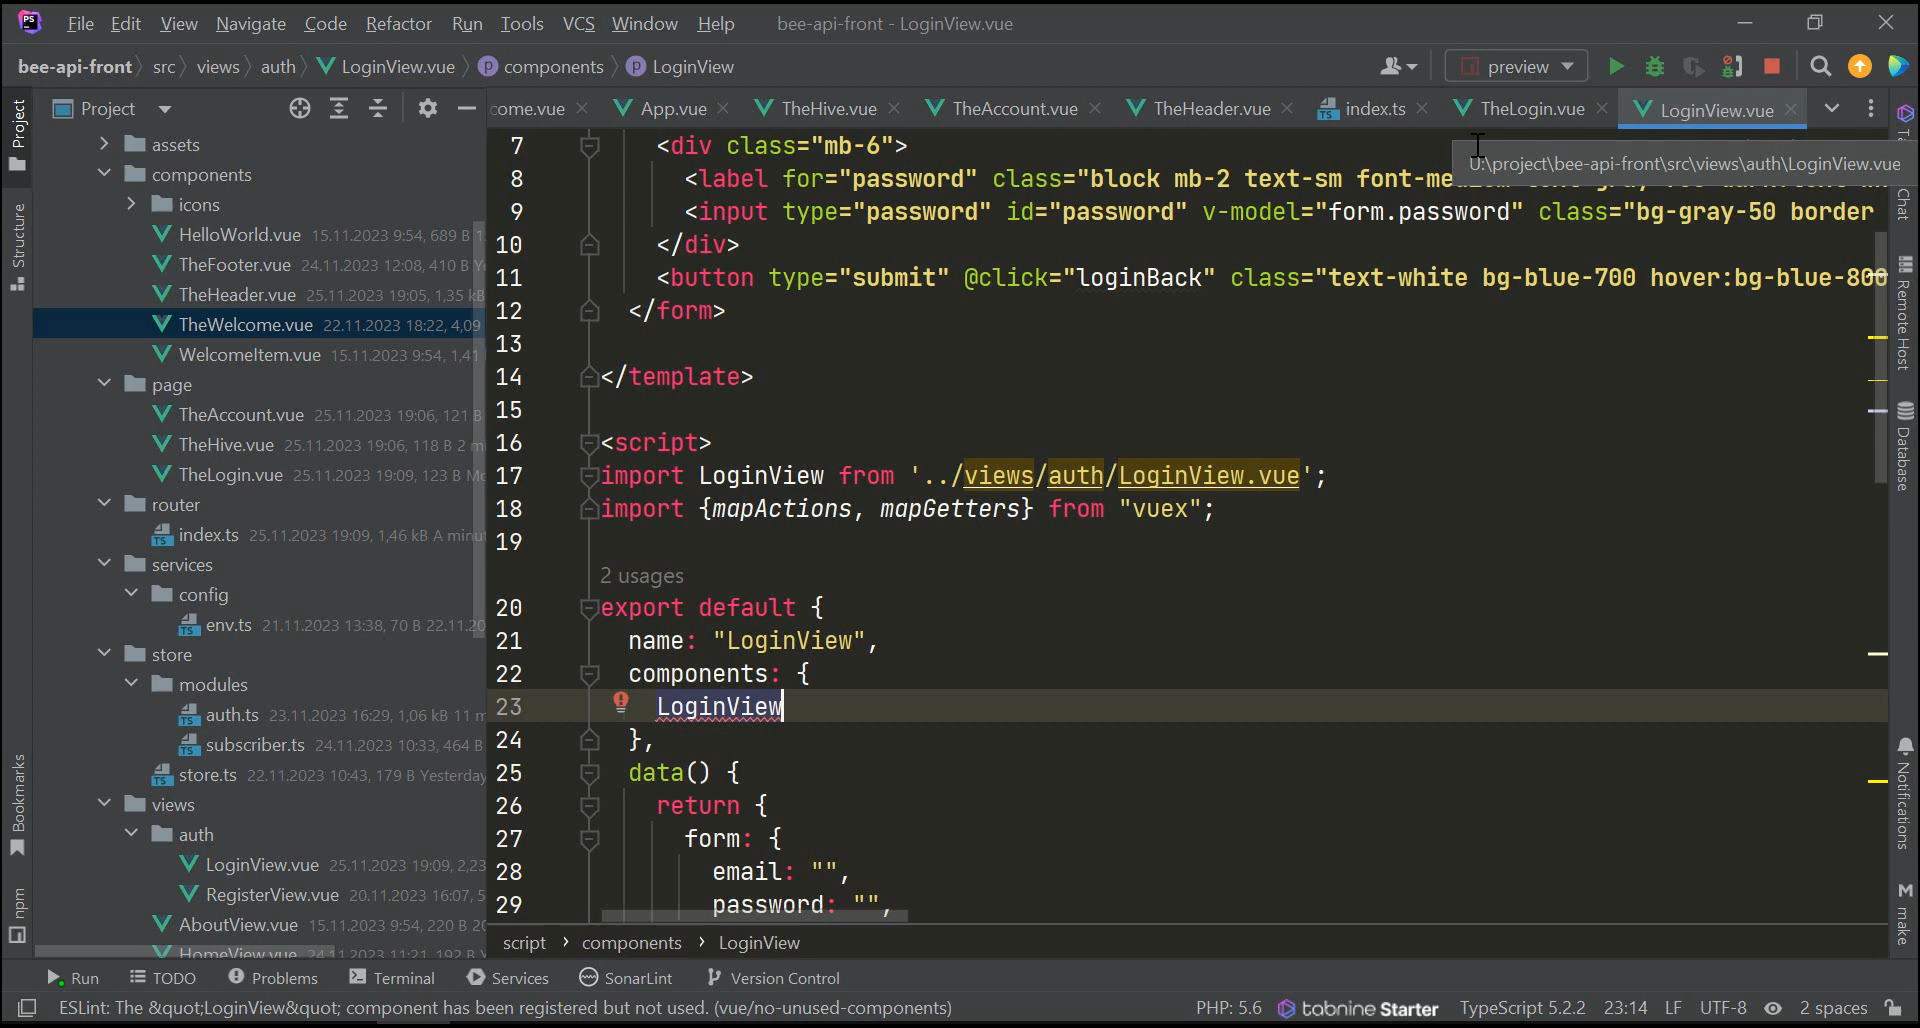 PS File Edit View Navigate Code Refactor Run Tools VCS Window Help bee-api-front - LoginView.vue
bee-api-front src views auth LoginView.vue components LoginView preview
Project
come.vue App.vue TheHive.vue TheAccount.vue TheHeader.vue index.ts TheLogin.vue LoginView.vue
U:\project\bee-api-front\src\views\auth\LoginView.vue
Project
Structure
Bookmarks
npm
assets
components
icons
HelloWorld.vue 15.11.2023 9:54, 689 B
TheFooter.vue 24.11.2023 12:08, 410 B
TheHeader.vue 25.11.2023 19:05, 1,35 kB
TheWelcome.vue 22.11.2023 18:22, 4,09
WelcomeItem.vue 15.11.2023 9:54, 1,41
page
TheAccount.vue 25.11.2023 19:06, 121 B
TheHive.vue 25.11.2023 19:06, 118 B 2
TheLogin.vue 25.11.2023 19:09, 123 B
router
index.ts 25.11.2023 19:09, 1,46 kB A minu
services
config
env.ts 21.11.2023 13:38, 70 B 22.11.20
store
modules
auth.ts 23.11.2023 16:29, 1,06 kB 11
subscriber.ts 24.11.2023 10:33, 464 B
store.ts 22.11.2023 10:43, 179 B Yesterday
views
auth
LoginView.vue 25.11.2023 19:09, 2,23
RegisterView.vue 20.11.2023 16:07, 5
AboutView.vue 15.11.2023 9:54, 220 B
HomeView.vue 24.11.2023 11:21, 192 B
7 <div class="mb-6">
8 <label for="password" class="block mb-2 text-sm
9 <input type="password" id="password" v-model="form.password" class="bg-gray-50 border
10 </div>
11 <button type="submit" @click="loginBack" class="text-white bg-blue-700 hover:bg-blue-800
12 </form>
13
14 </template>
15
16 <script>
17 import LoginView from '../views/auth/LoginView.vue';
18 import {mapActions, mapGetters} from "vuex";
19
2 usages
20 export default {
21 name: "LoginView",
22 components: {
23 LoginView
24 },
25 data() {
26 return {
27 form: {
28 email: "",
29 password: "",
script › components › LoginView
Chat
Remote Host
Database
Notifications
M make
Run TODO Problems Terminal Services SonarLint Version Control
ESLint: The &quot;LoginView&quot; component has been registered but not used. (vue/no-unused-components) PHP: 5.6 tabnine Starter TypeScript 5.2.2 23:14 LF UTF-8 2 spaces